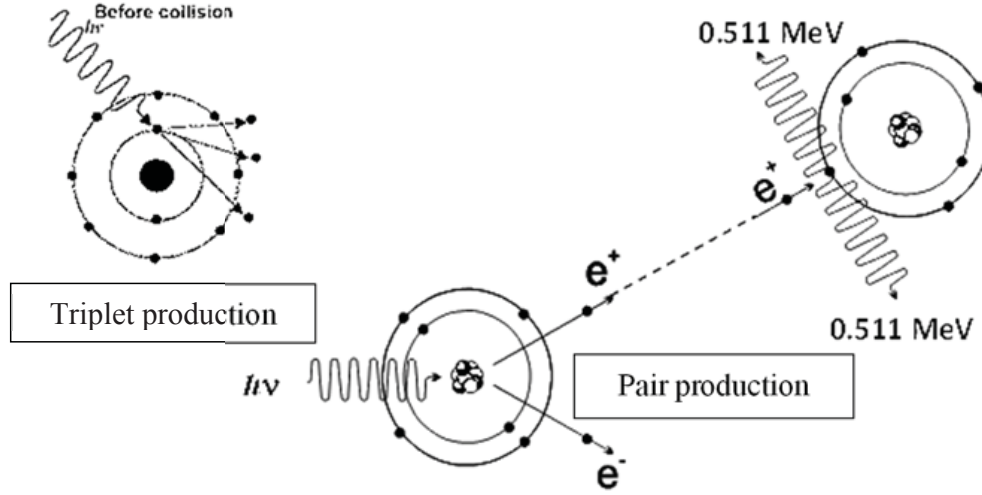 Before collision
hν
0.511 MeV
e⁺
e⁺
Triplet production
0.511 MeV
hν
Pair production
e⁻